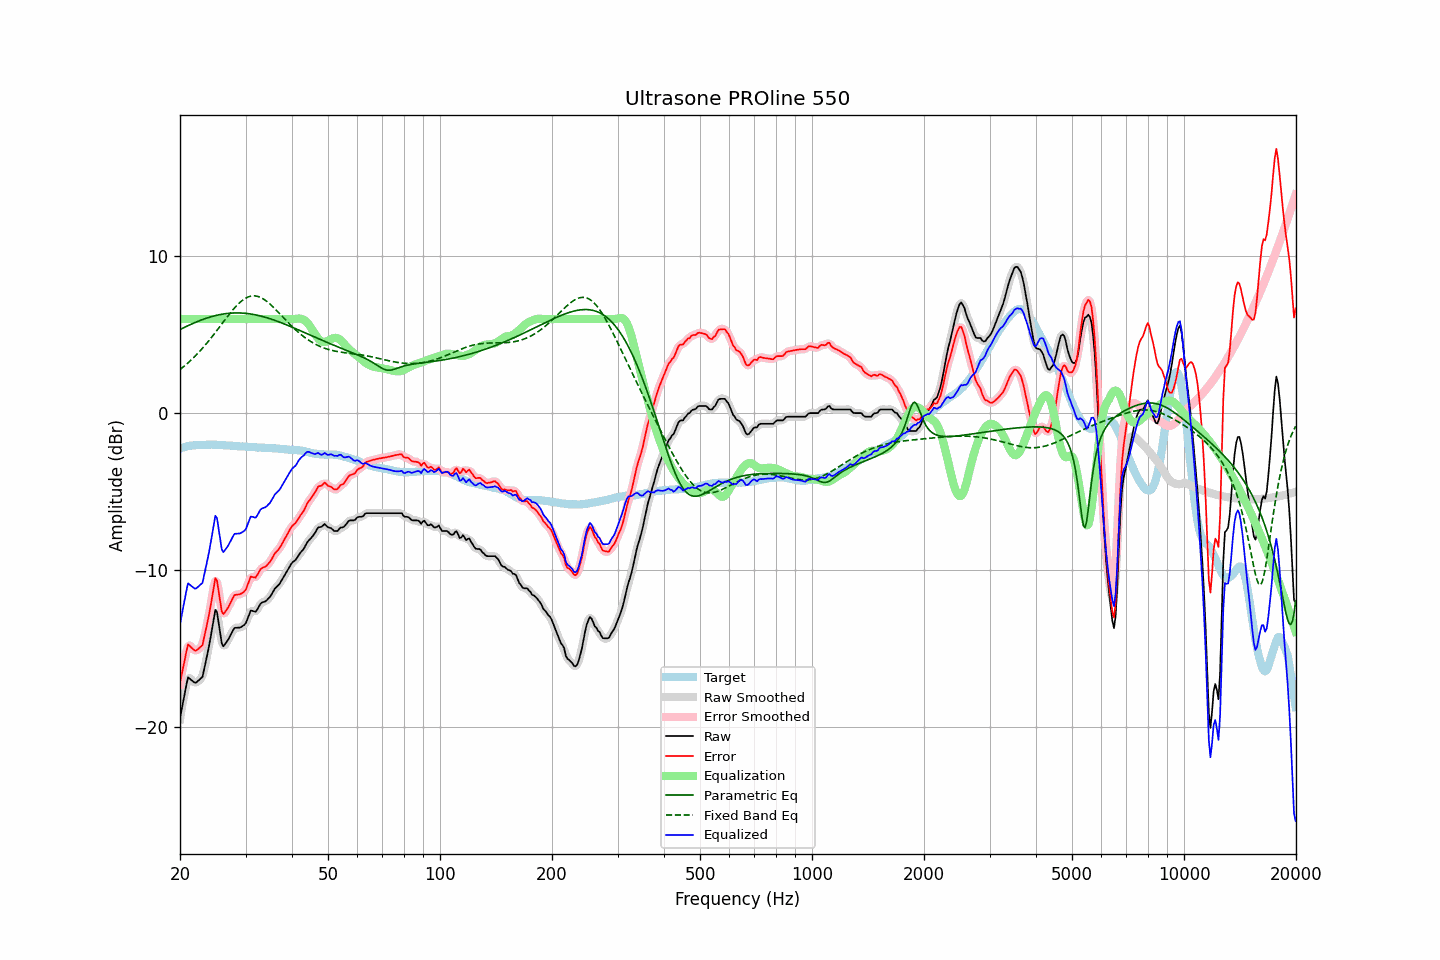 Ultrasone PROline 550
Amplitude (dBr)
10
0
−10
−20
Target
Raw Smoothed
Error Smoothed
Raw
Error
Equalization
Parametric Eq
Fixed Band Eq
Equalized
20 50 100 200 500 1000 2000 5000 10000 20000
Frequency (Hz)